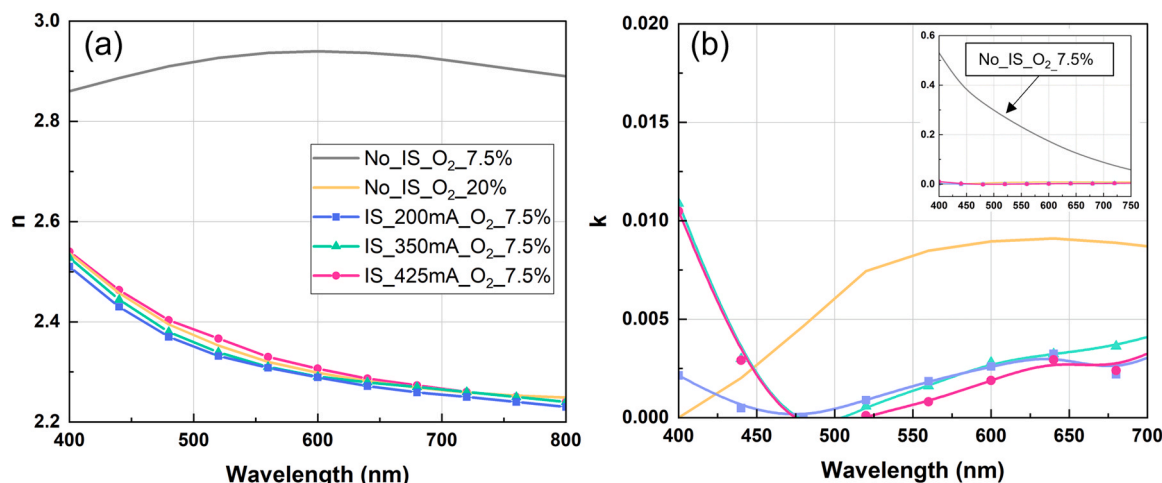 (a)
3.0
2.8
2.6
2.4
2.2
n
400
500
600
700
800
Wavelength (nm)
No_IS_O₂_7.5%
No_IS_O₂_20%
IS_200mA_O₂_7.5%
IS_350mA_O₂_7.5%
IS_425mA_O₂_7.5%
(b)
0.020
0.015
0.010
0.005
0.000
k
400
450
500
550
600
650
700
Wavelength (nm)
No_IS_O₂_7.5%
0.6
0.4
0.2
0.0
400 450 500 550 600 650 700 750